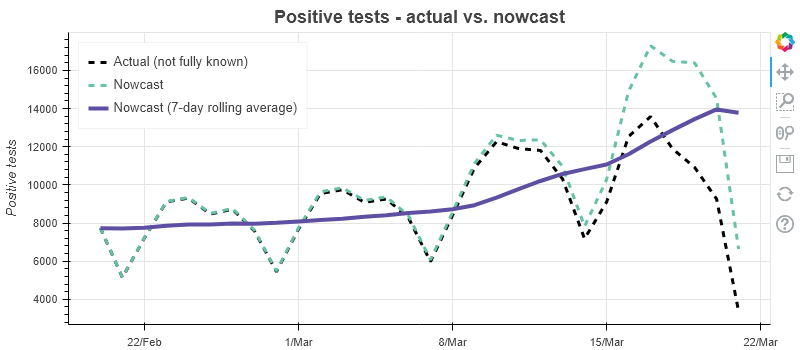 Positive tests - actual vs. nowcast
Actual (not fully known)
Nowcast
Nowcast (7-day rolling average)
Positive tests
16000
14000
12000
10000
8000
6000
4000
22/Feb 1/Mar 8/Mar 15/Mar 22/Mar